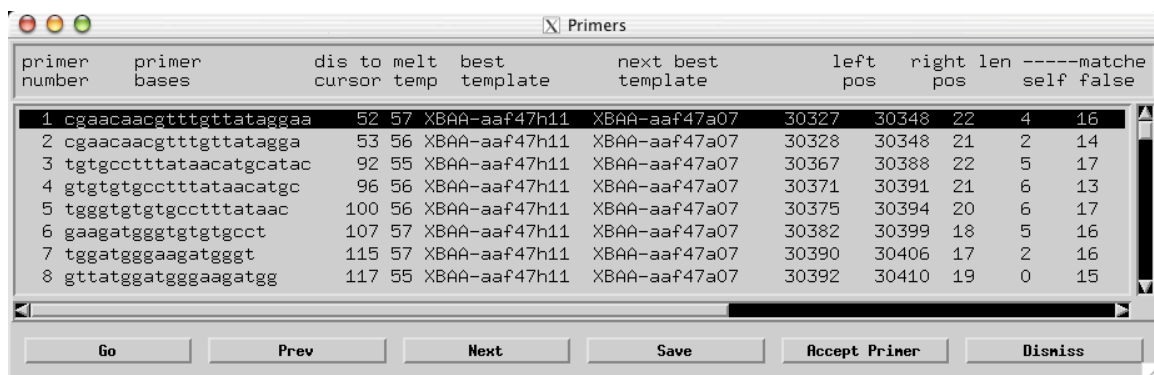 X Primers
primer primer dis to melt best next best left right len -----matche
number bases cursor temp template template pos pos self false
1 cgaacaacgtttgttataggaa 52 57 XBAA-aaf47h11 XBAA-aaf47a07 30327 30348 22 4 16
2 cgaacaacgtttgttatagga 53 56 XBAA-aaf47h11 XBAA-aaf47a07 30328 30348 21 2 14
3 tgtgcctttataacatgcatac 92 55 XBAA-aaf47h11 XBAA-aaf47a07 30367 30388 22 5 17
4 gtgtgtgcctttataacatgc 96 56 XBAA-aaf47h11 XBAA-aaf47a07 30371 30391 21 6 13
5 tgggtgtgtgcctttataac 100 56 XBAA-aaf47h11 XBAA-aaf47a07 30375 30394 20 6 17
6 gaagatgggtgtgtgcct 107 57 XBAA-aaf47h11 XBAA-aaf47a07 30382 30399 18 5 16
7 tggatgggaagatgggt 115 57 XBAA-aaf47h11 XBAA-aaf47a07 30390 30406 17 2 16
8 gttatggatgggaagatgg 117 55 XBAA-aaf47h11 XBAA-aaf47a07 30392 30410 19 0 15
Go Prev Next Save Accept Primer Dismiss